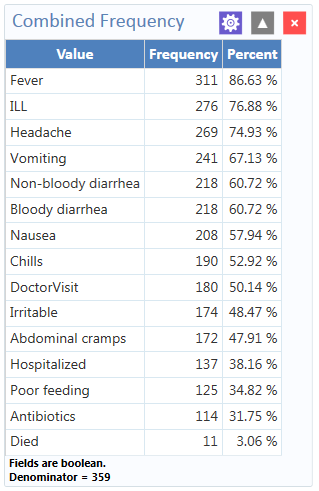 Combined Frequency
Value Frequency Percent
Fever 311 86.63 %
ILL 276 76.88 %
Headache 269 74.93 %
Vomiting 241 67.13 %
Non-bloody diarrhea 218 60.72 %
Bloody diarrhea 218 60.72 %
Nausea 208 57.94 %
Chills 190 52.92 %
DoctorVisit 180 50.14 %
Irritable 174 48.47 %
Abdominal cramps 172 47.91 %
Hospitalized 137 38.16 %
Poor feeding 125 34.82 %
Antibiotics 114 31.75 %
Died 11 3.06 %
Fields are boolean.
Denominator = 359